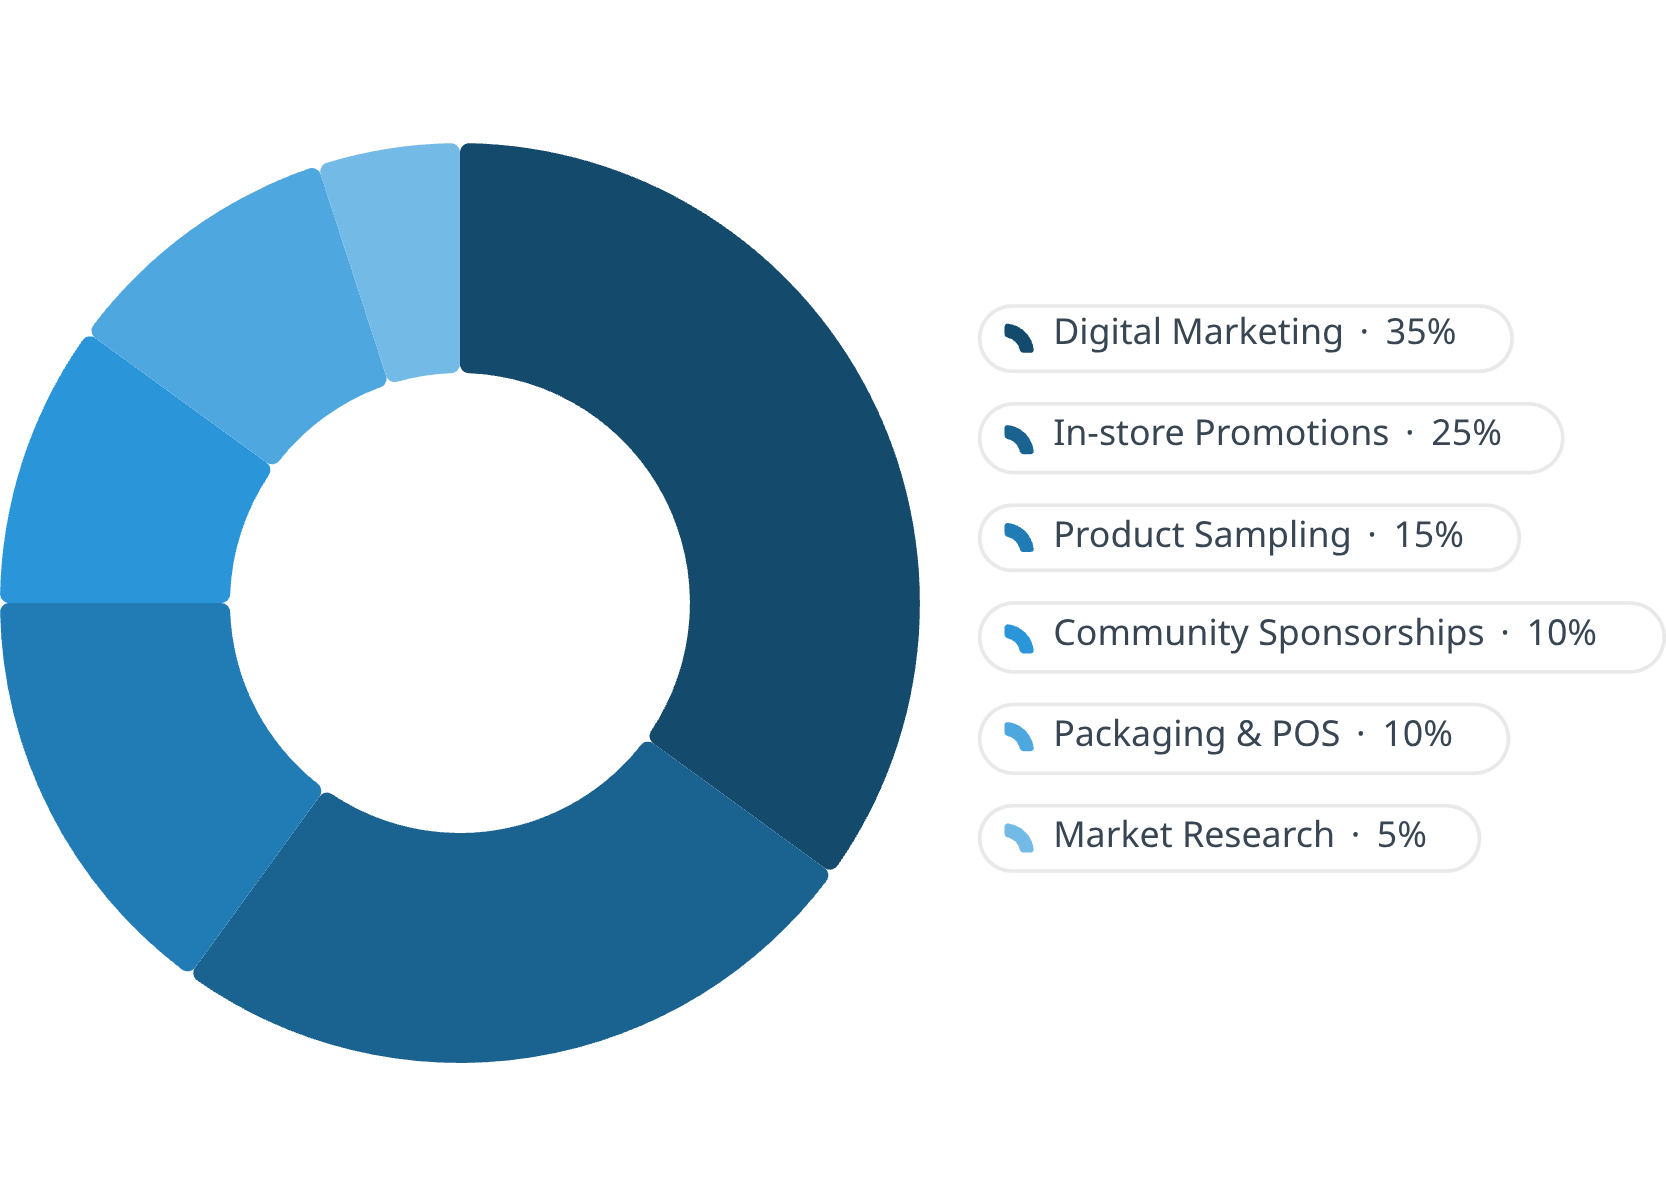 Digital Marketing · 35%
In-store Promotions · 25%
Product Sampling · 15%
Community Sponsorships · 10%
Packaging & POS · 10%
Market Research · 5%